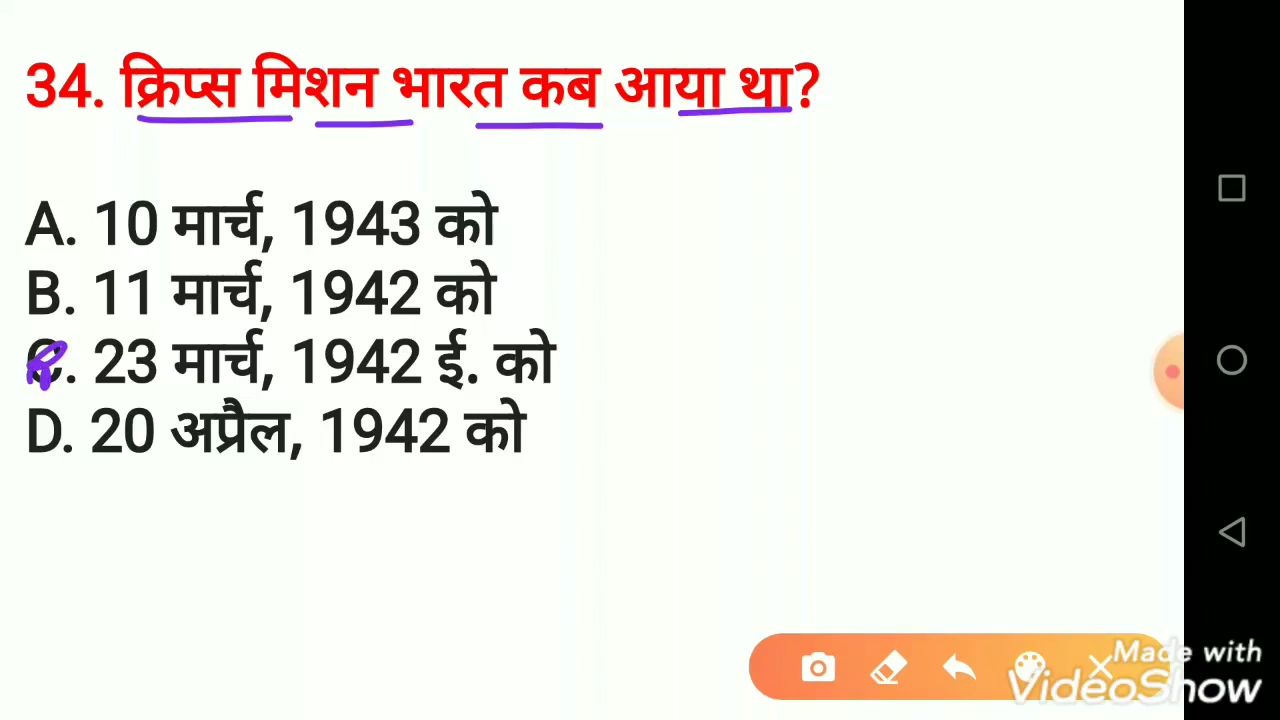 34. क्रिप्स मिशन भारत कब आया था?
A. 10 मार्च, 1943 को
B. 11 मार्च, 1942 को
C. 23 मार्च, 1942 ई. को
D. 20 अप्रैल, 1942 को
Made with
VideoShow